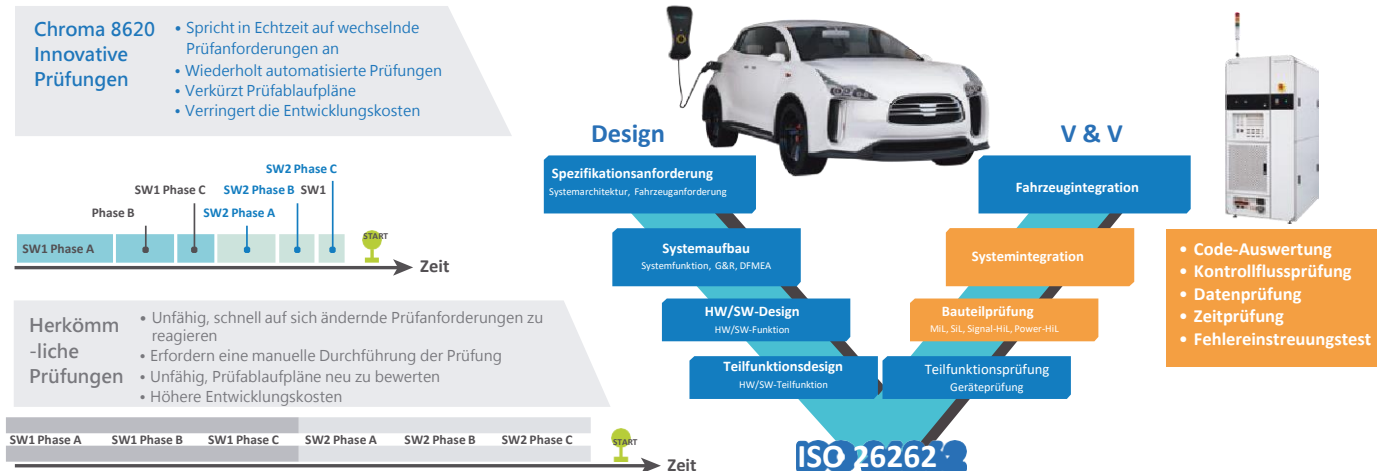 Chroma 8620
Innovative
Prüfungen
• Spricht in Echtzeit auf wechselnde
Prüfanforderungen an
• Wiederholt automatisierte Prüfungen
• Verkürzt Prüfablaufpläne
• Verringert die Entwicklungskosten
SW2 Phase C
SW1 Phase C
SW2 Phase B
SW1
Phase B
SW2 Phase A
SW1 Phase A
START
Zeit
Herkömm
-liche
Prüfungen
• Unfähig, schnell auf sich ändernde Prüfanforderungen zu
reagieren
• Erfordern eine manuelle Durchführung der Prüfung
• Unfähig, Prüfablaufpläne neu zu bewerten
• Höhere Entwicklungskosten
SW1 Phase A
SW1 Phase B
SW1 Phase C
SW2 Phase A
SW2 Phase B
SW2 Phase C
START
Zeit
Design
V & V
Spezifikationsanforderung
Systemarchitektur, Fahrzeuganforderung
Fahrzeugintegration
Systemaufbau
Systemfunktion, G&R, DFMEA
Systemintegration
HW/SW-Design
HW/SW-Funktion
Bauteilprüfung
MiL, SiL, Signal-HiL, Power-HiL
Teilfunktionsdesign
HW/SW-Teilfunktion
Teilfunktionsprüfung
Geräteprüfung
ISO 26262
• Code-Auswertung
• Kontrollflussprüfung
• Datenprüfung
• Zeitprüfung
• Fehlereinstreuungstest